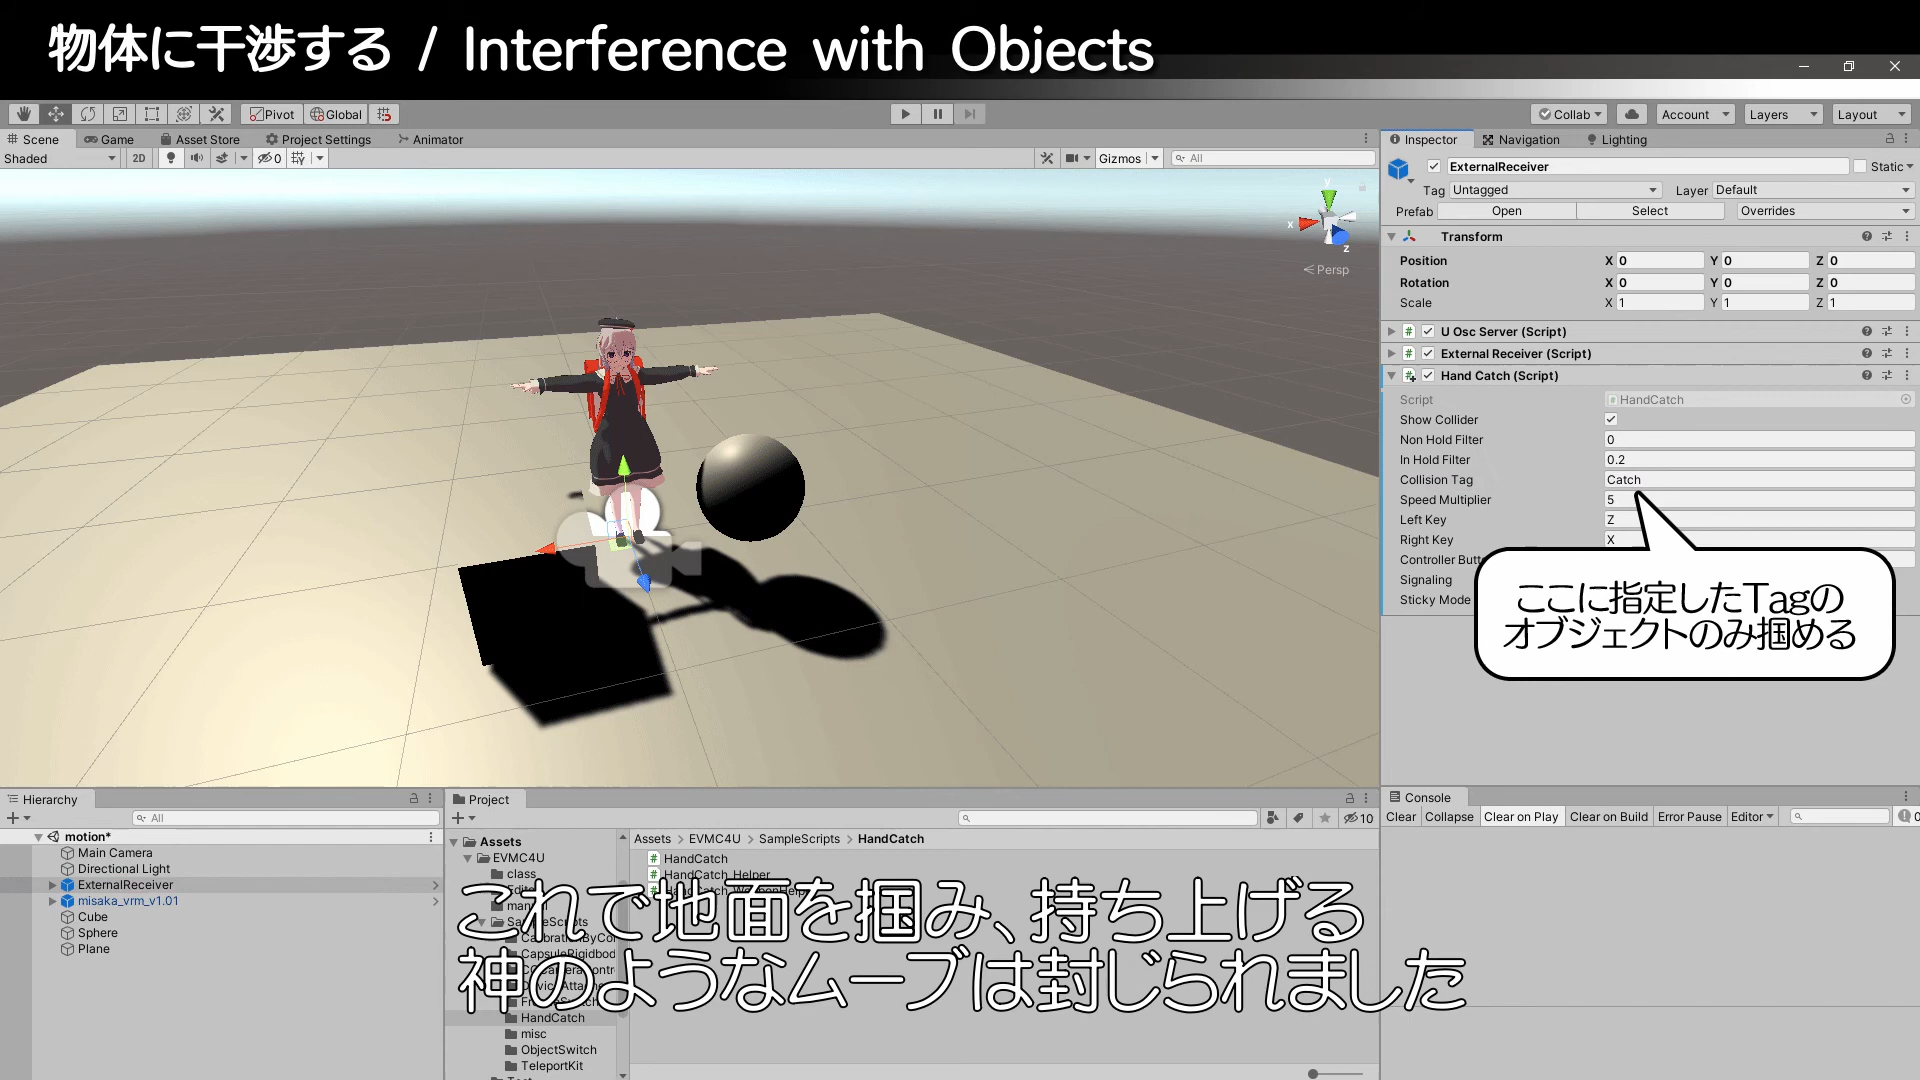 物体に干渉する / Interference with Objects
Pivot
Global
Collab
Account
Layers
Layout
Scene
Game
Asset Store
Project Settings
Animator
Shaded
2D
0
Gizmos
All
y
x
z
Persp
Inspector
Navigation
Lighting
ExternalReceiver
Static
Tag Untagged
Layer Default
Prefab Open Select Overrides
Transform
Position X 0 Y 0 Z 0
Rotation X 0 Y 0 Z 0
Scale X 1 Y 1 Z 1
U Osc Server (Script)
External Receiver (Script)
Hand Catch (Script)
Script HandCatch
Show Collider
Non Hold Filter 0
In Hold Filter 0.2
Collision Tag Catch
Speed Multiplier 5
Left Key Z
Right Key X
Controller Butt
Signaling
Sticky Mode
ここに指定したTagの
オブジェクトのみ掴める
Hierarchy
All
motion*
Main Camera
Directional Light
ExternalReceiver
misaka_vrm_v1.01
Cube
Sphere
Plane
Project
10
Assets
EVMC4U
class
SampleScripts
HandCatch
misc
ObjectSwitch
TeleportKit
Assets > EVMC4U > SampleScripts > HandCatch
HandCatch
HandCatch_Helper
Console
Clear
Collapse
Clear on Play
Clear on Build
Error Pause
Editor
0
これで地面を掴み、持ち上げる
神のようなムーブは封じられました